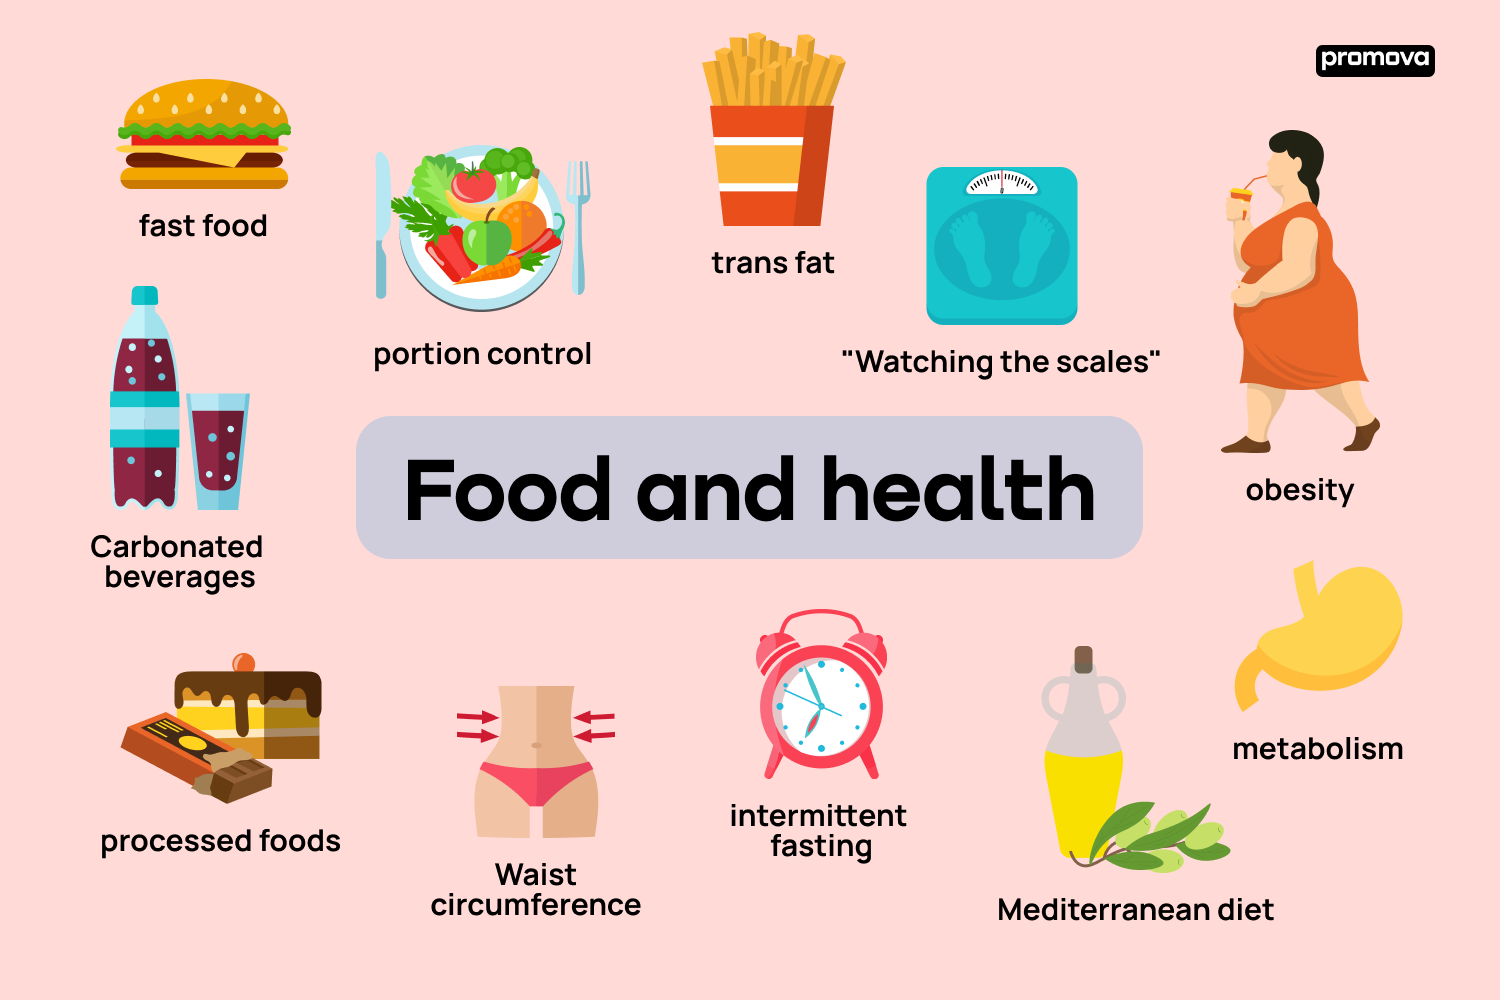 promova
fast food
trans fat
portion control
"Watching the scales"
Food and health
obesity
Carbonated
beverages
metabolism
processed foods
intermittent
fasting
Waist
circumference
Mediterranean diet